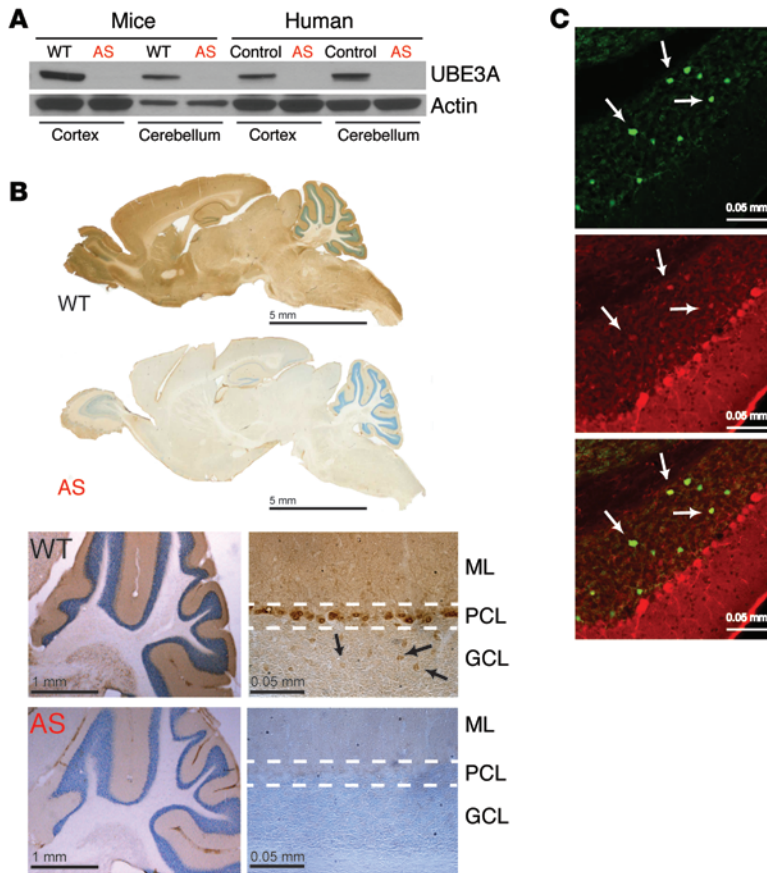 A
Mice Human
WT AS WT AS Control AS Control AS
UBE3A
Actin
Cortex Cerebellum Cortex Cerebellum
B
WT
5 mm
AS
5 mm
WT
1 mm
0.05 mm
ML
PCL
GCL
AS
1 mm
0.05 mm
ML
PCL
GCL
C
0.05 mm
0.05 mm
0.05 mm